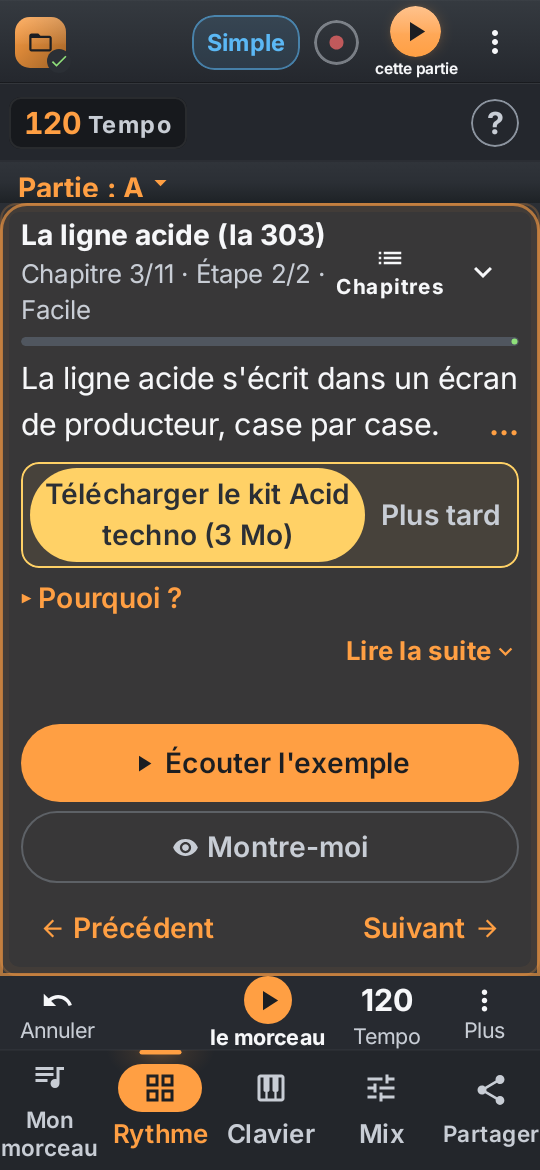 Simple
cette partie
120 Tempo
?
Partie : A
La ligne acide (la 303)
Chapitre 3/11 · Étape 2/2 ·
Facile
Chapitres
La ligne acide s'écrit dans un écran
de producteur, case par case. ...
Télécharger le kit Acid
techno (3 Mo)
Plus tard
Pourquoi ?
Lire la suite
Écouter l'exemple
Montre-moi
← Précédent
Suivant →
Annuler
le morceau
120
Tempo
Plus
Mon
morceau
Rythme
Clavier
Mix
Partager